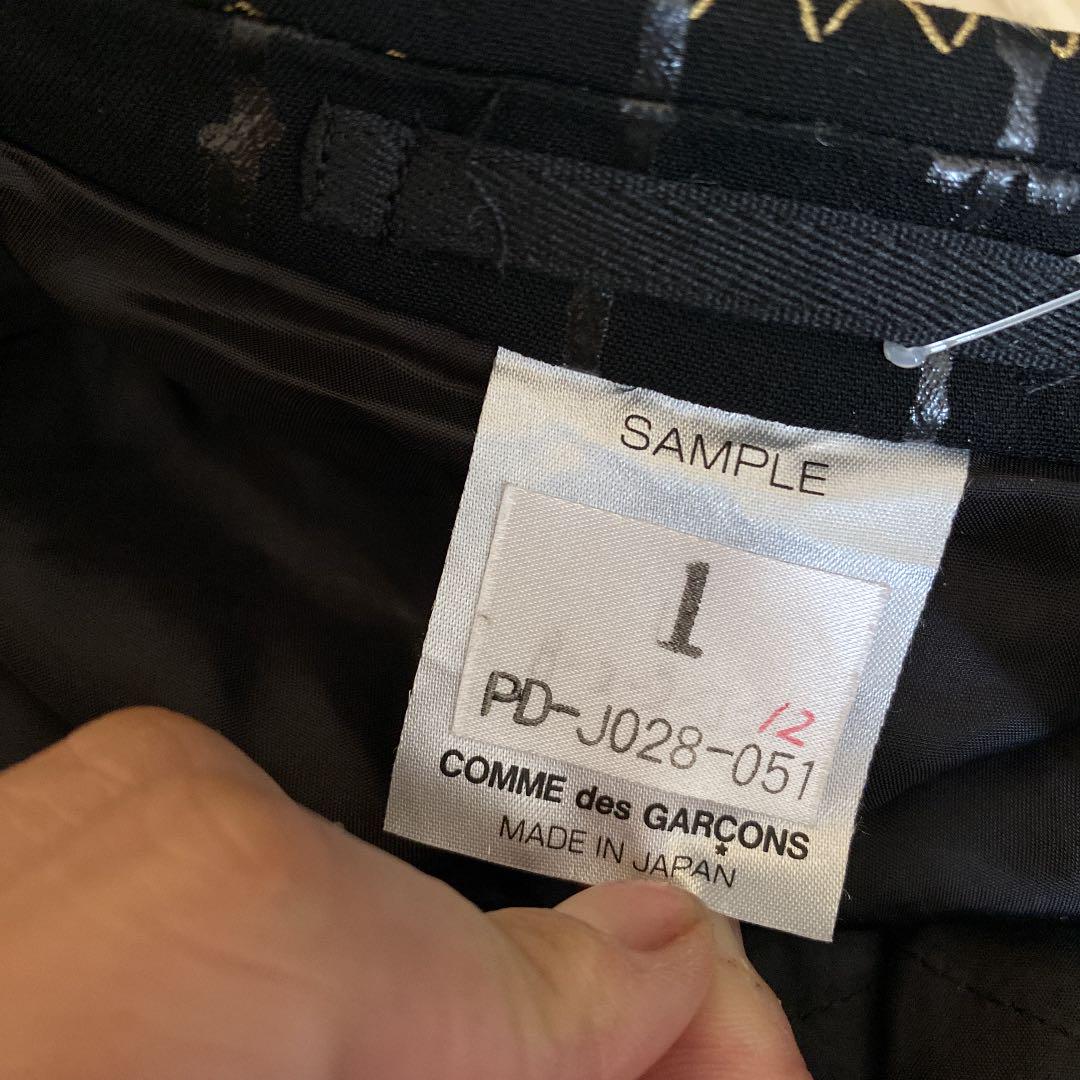 SAMPLE
1
12
PD-J028-051
COMME des GARÇONS
MADE IN JAPAN